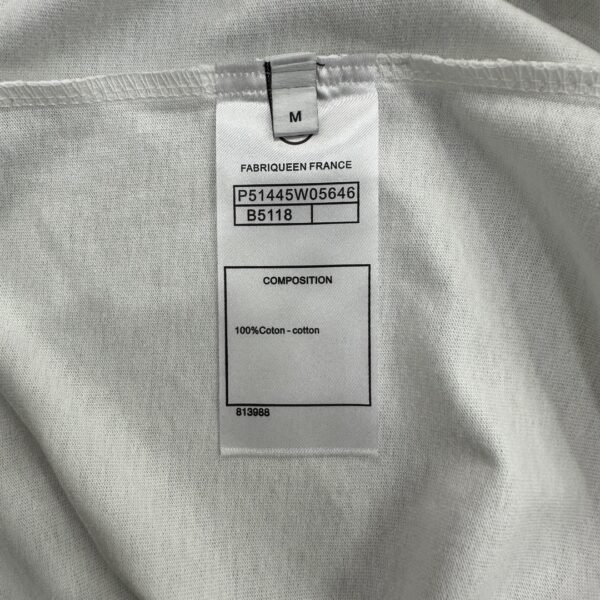 M
FABRIQUEEN FRANCE
P51445W05646
B5118
COMPOSITION
100%Coton - cotton
813988